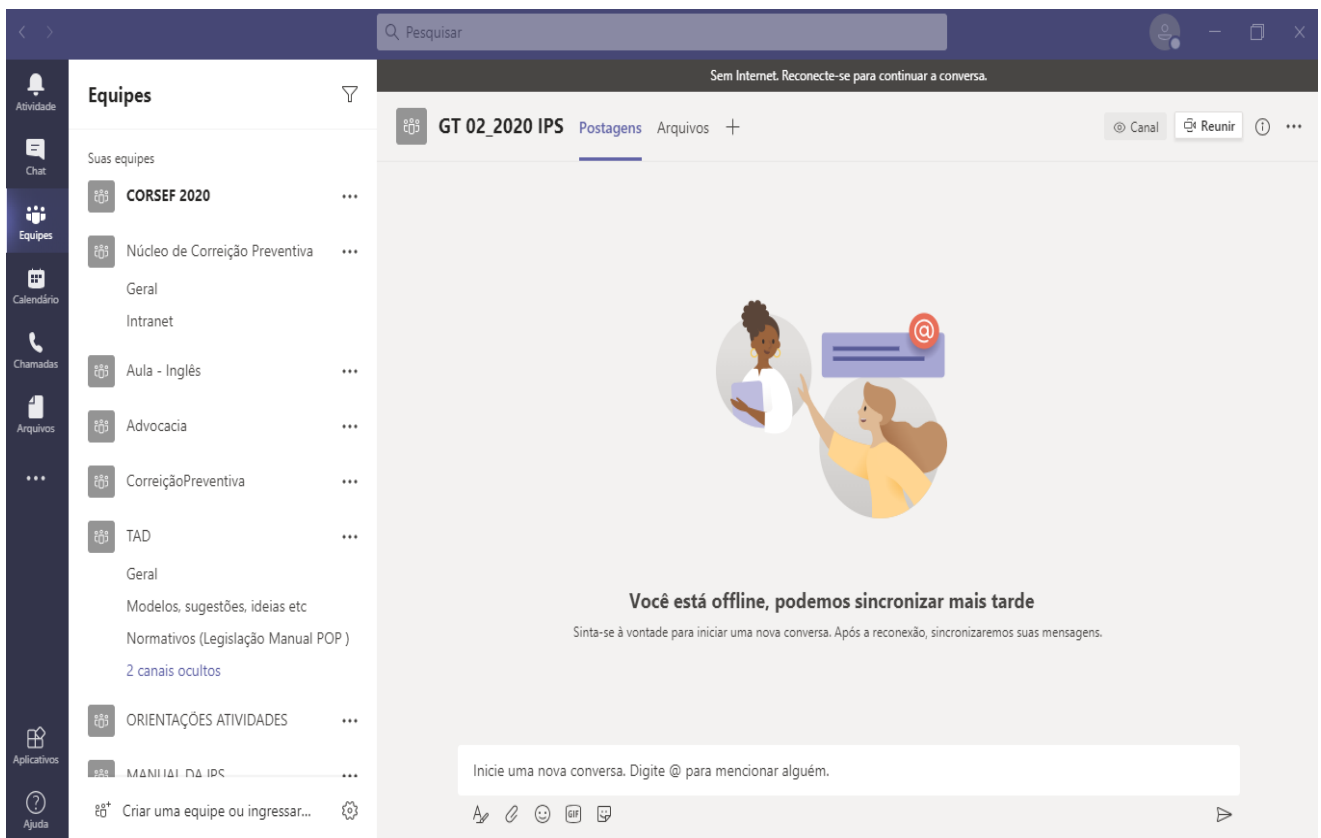 Pesquisar
Sem Internet. Reconecte-se para continuar a conversa.
Atividade
Chat
Equipes
Calendário
Chamadas
Arquivos
Aplicativos
Ajuda
Equipes
Suas equipes
CORSEF 2020
Núcleo de Correição Preventiva
Geral
Intranet
Aula - Inglês
Advocacia
CorreiçãoPreventiva
TAD
Geral
Modelos, sugestões, ideias etc
Normativos (Legislação Manual POP )
2 canais ocultos
ORIENTAÇÕES ATIVIDADES
MANUAL DA IPS
Criar uma equipe ou ingressar...
GT 02_2020 IPS Postagens Arquivos
Canal Reunir
@
Você está offline, podemos sincronizar mais tarde
Sinta-se à vontade para iniciar uma nova conversa. Após a reconexão, sincronizaremos suas mensagens.
Inicie uma nova conversa. Digite @ para mencionar alguém.
GIF